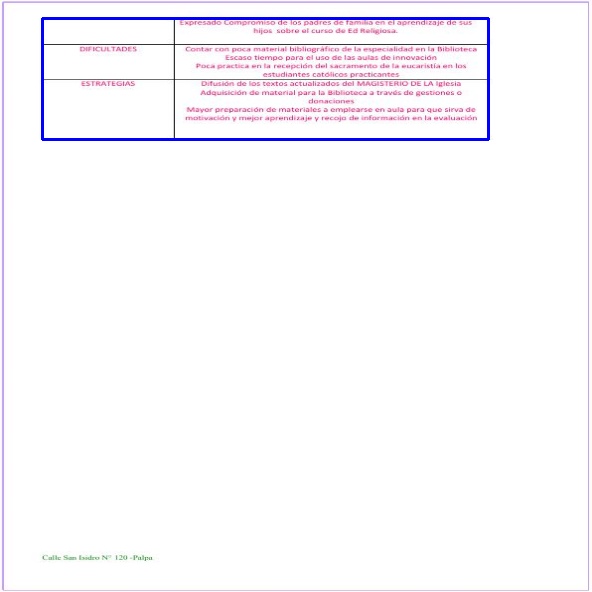 Expresado Compromiso de los padres de familia en el aprendizaje de sus
hijos sobre el curso de Ed Religiosa.
DIFICULTADES
Contar con poca material bibliográfico de la especialidad en la Biblioteca
Escaso tiempo para el uso de las aulas de innovación
Poca practica en la recepción del sacramento de la eucaristía en los
estudiantes católicos practicantes
ESTRATEGIAS
Difusión de los textos actualizados del MAGISTERIO DE LA Iglesia
Adquisición de material para la Biblioteca a través de gestiones o
donaciones
Mayor preparación de materiales a emplearse en aula para que sirva de
motivación y mejor aprendizaje y recojo de información en la evaluación
Calle San Isidro N° 120 -Palpa